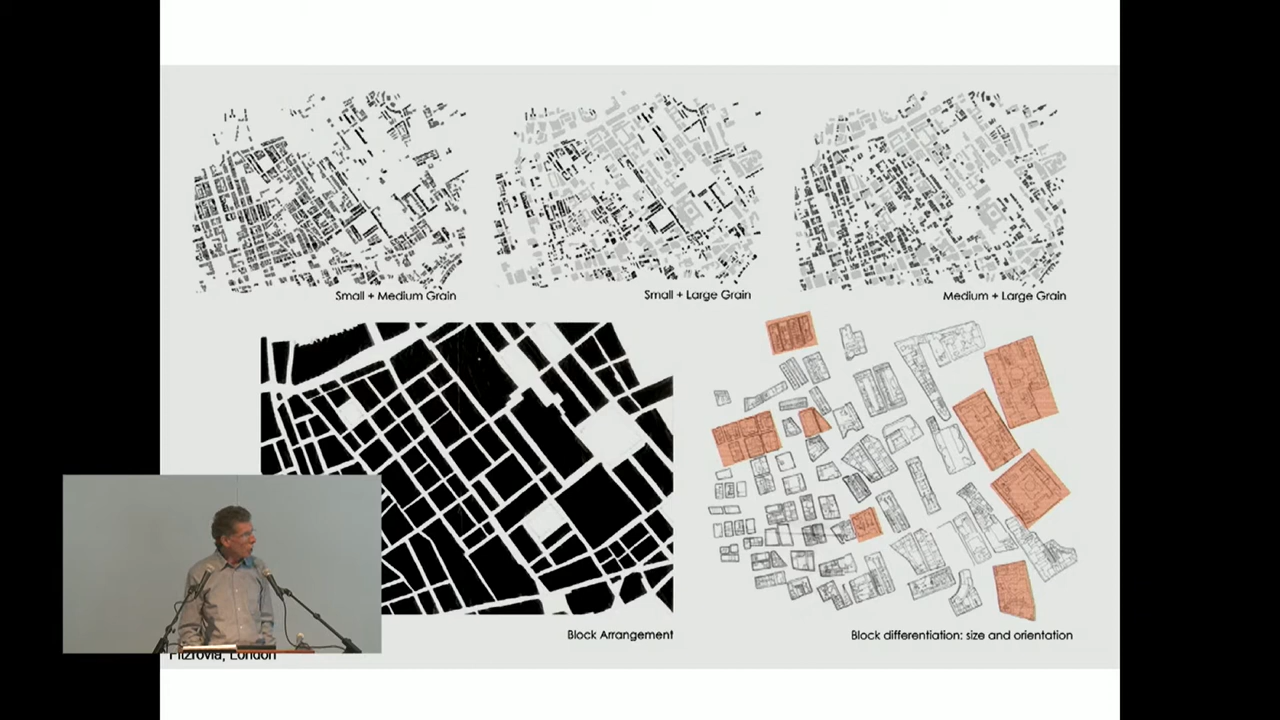 Small + Medium Grain
Small + Large Grain
Medium + Large Grain
Block Arrangement
Block differentiation: size and orientation
Fitzrovia, London